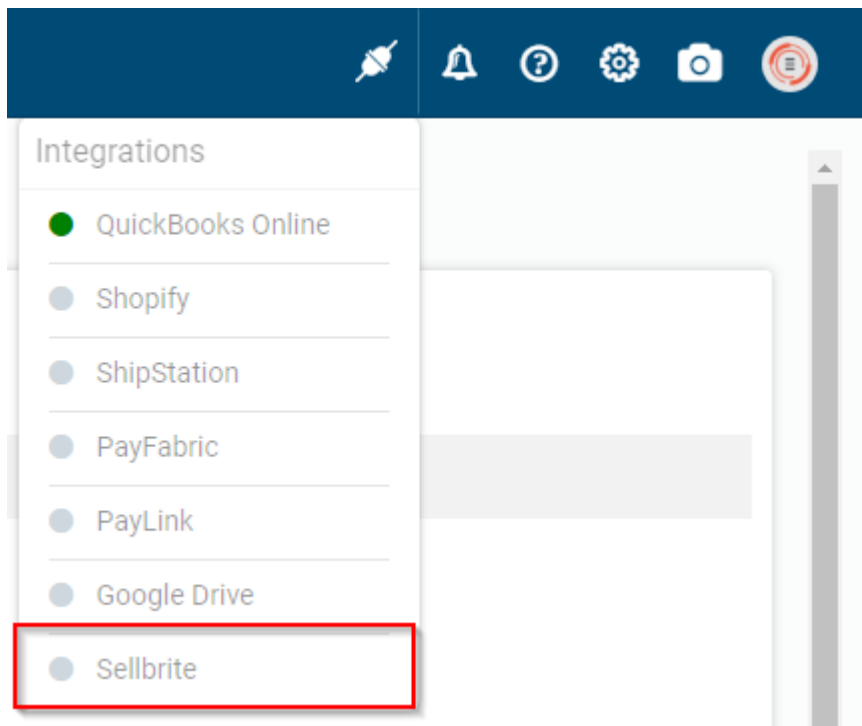 Integrations
QuickBooks Online
Shopify
ShipStation
PayFabric
PayLink
Google Drive
Sellbrite